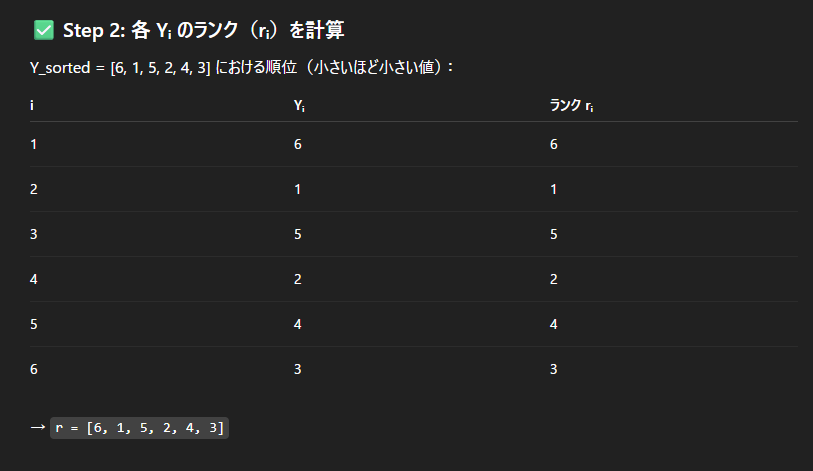 ✅ Step 2: 各 Yᵢ のランク（rᵢ）を計算
Y_sorted = [6, 1, 5, 2, 4, 3] における順位（小さいほど小さい値）：
i Yᵢ ランク rᵢ
1 6 6
2 1 1
3 5 5
4 2 2
5 4 4
6 3 3
→ r = [6, 1, 5, 2, 4, 3]